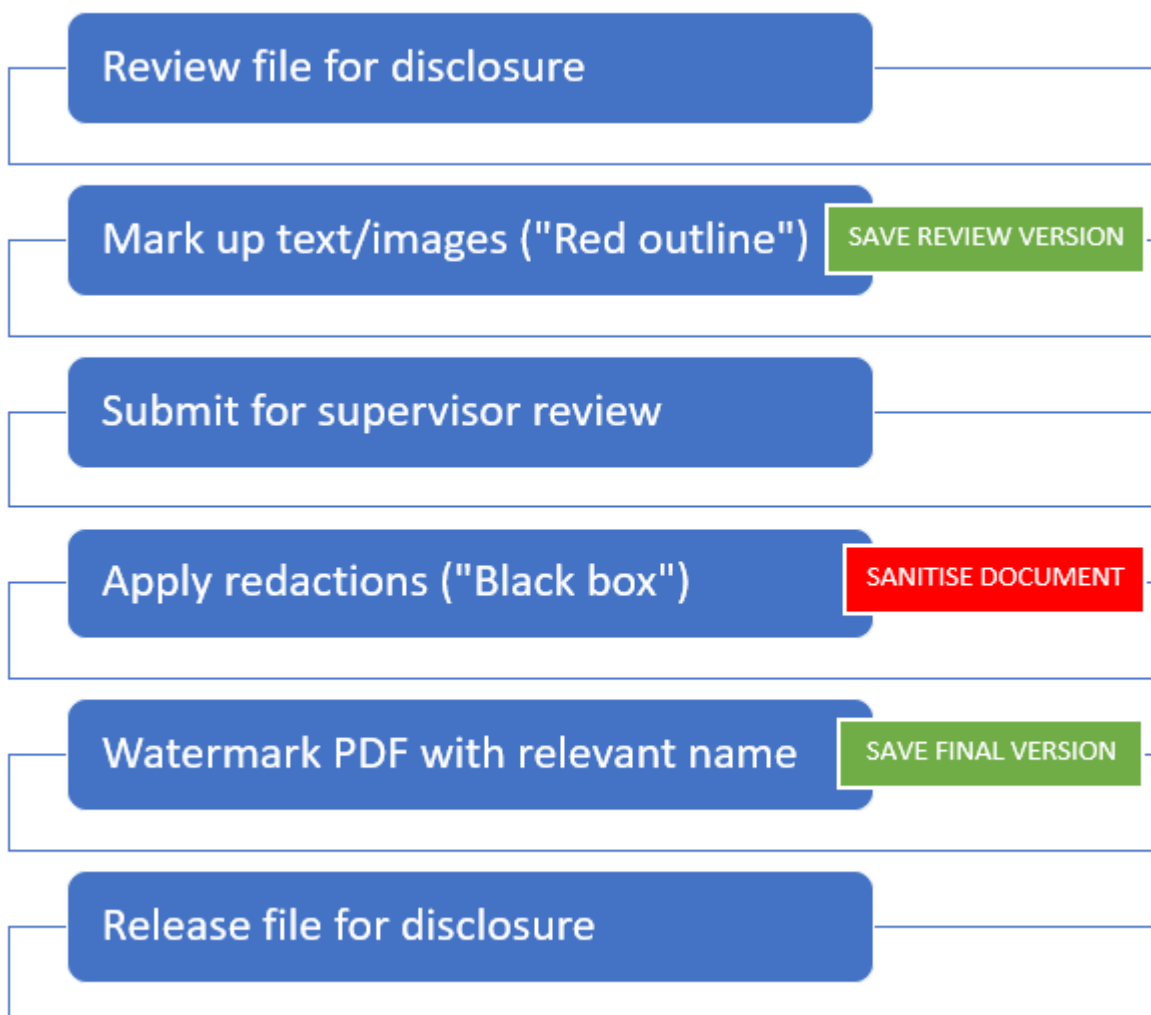 Review file for disclosure
Mark up text/images ("Red outline")
SAVE REVIEW VERSION
Submit for supervisor review
Apply redactions ("Black box")
SANITISE DOCUMENT
Watermark PDF with relevant name
SAVE FINAL VERSION
Release file for disclosure